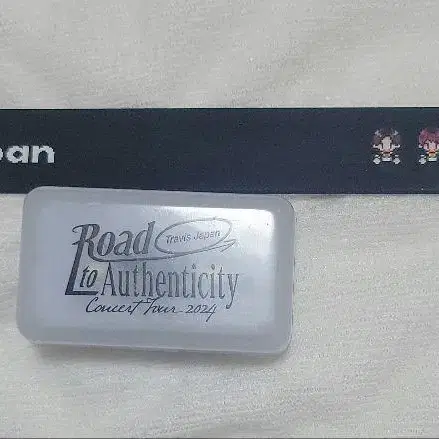 pan
Road
Travis Japan
to Authenticity
Concert Tour 2024